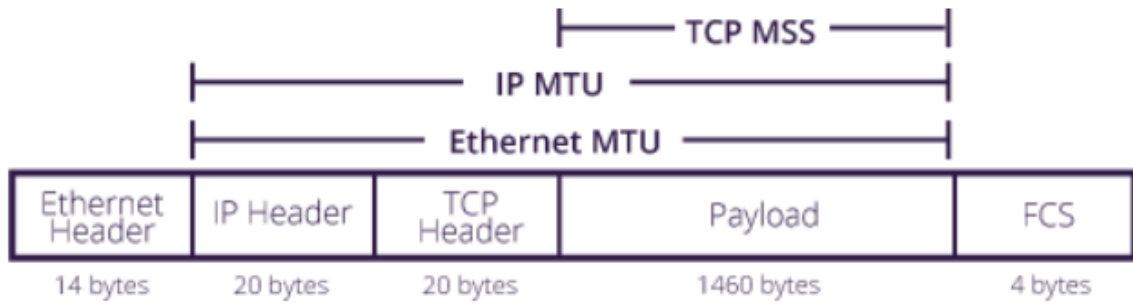 TCP MSS
IP MTU
Ethernet MTU
Ethernet
Header
IP Header
TCP
Header
Payload
FCS
14 bytes
20 bytes
20 bytes
1460 bytes
4 bytes